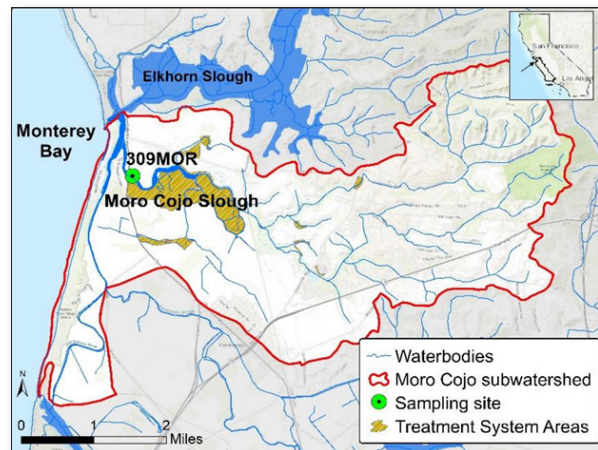 San Francisco
Los Angel
Elkhorn Slough
Monterey
Bay
309MOR
Moro Cojo Slough
N
0 1 2
Miles
Waterbodies
Moro Cojo subwatershed
Sampling site
Treatment System Areas